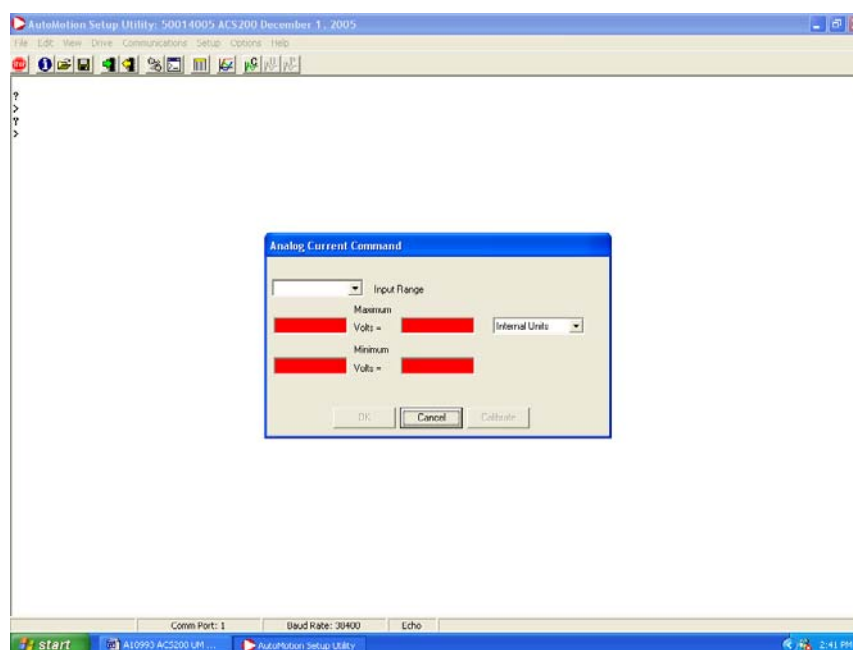 AutoMotion Setup Utility: 50014005 ACS200 December 1, 2005
File Edit View Drive Communications Setup Options Help
?
>
?
>
Analog Current Command
Input Range
Maximum
Volts =
Internal Units
Minimum
Volts =
OK Cancel Calibrate
Comm Port: 1 Baud Rate: 38400 Echo
start A10993 ACS200 UM ... AutoMotion Setup Utility 2:41 PM